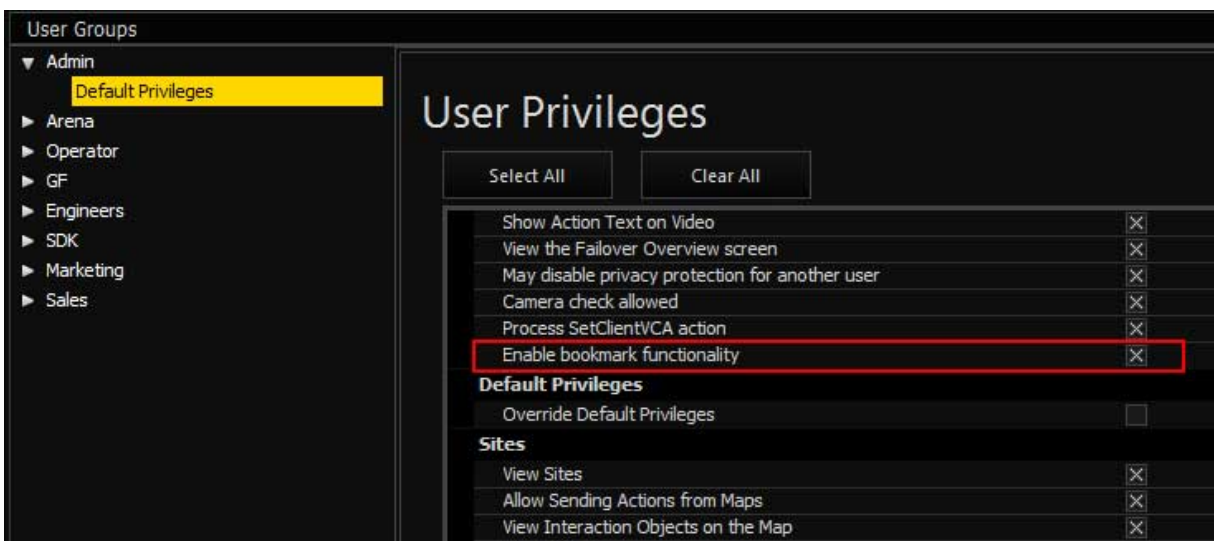 User Groups
Admin
Default Privileges
Arena
Operator
GF
Engineers
SDK
Marketing
Sales
User Privileges
Select All
Clear All
Show Action Text on Video
View the Failover Overview screen
May disable privacy protection for another user
Camera check allowed
Process SetClientVCA action
Enable bookmark functionality
Default Privileges
Override Default Privileges
Sites
View Sites
Allow Sending Actions from Maps
View Interaction Objects on the Map